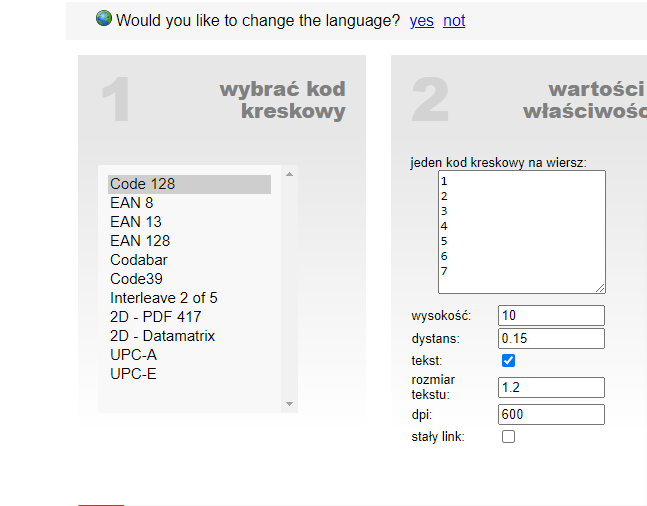 Would you like to change the language? yes not
1
wybrać kod
kreskowy
Code 128
EAN 8
EAN 13
EAN 128
Codabar
Code39
Interleave 2 of 5
2D - PDF 417
2D - Datamatrix
UPC-A
UPC-E
2
wartości
właściwośc
jeden kod kreskowy na wiersz:
1
2
3
4
5
6
7
wysokość: 10
dystans: 0.15
tekst:
rozmiar
tekstu: 1.2
dpi: 600
stały link: